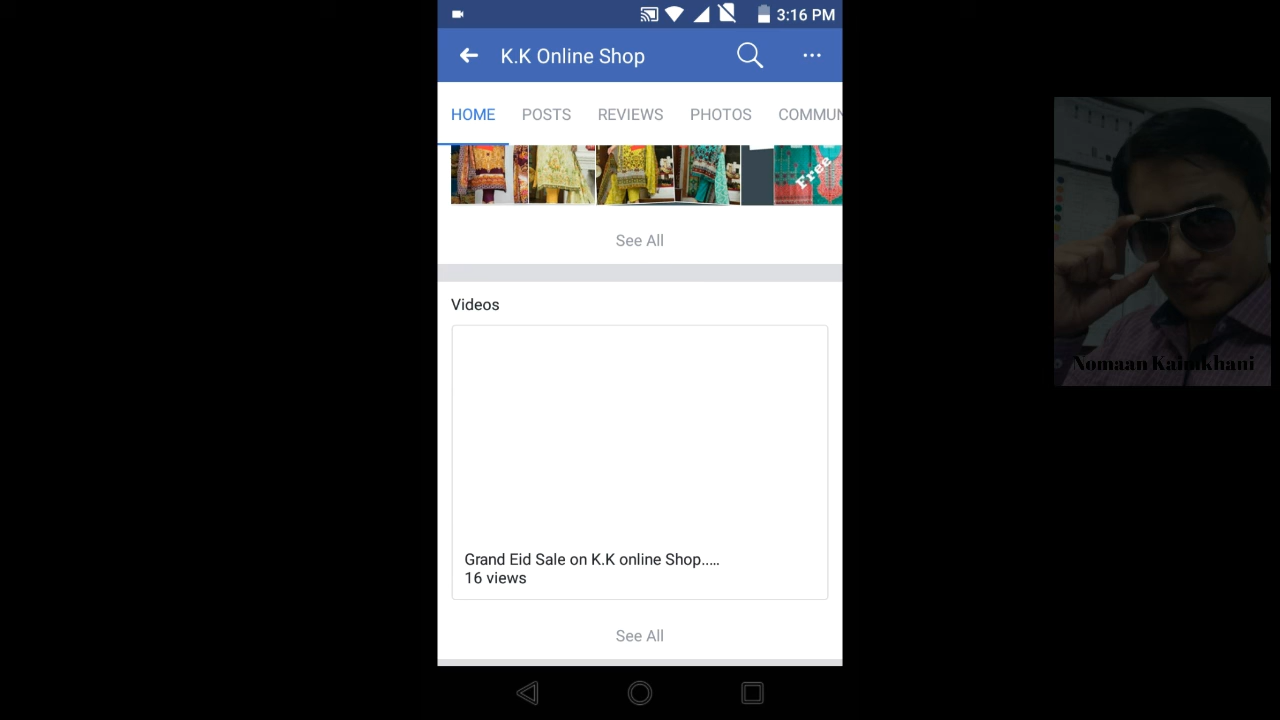 3:16 PM
K.K Online Shop
HOME POSTS REVIEWS PHOTOS COMMUN
Free
See All
Videos
Grand Eid Sale on K.K online Shop.....
16 views
See All
Nomaan Kaimkhani